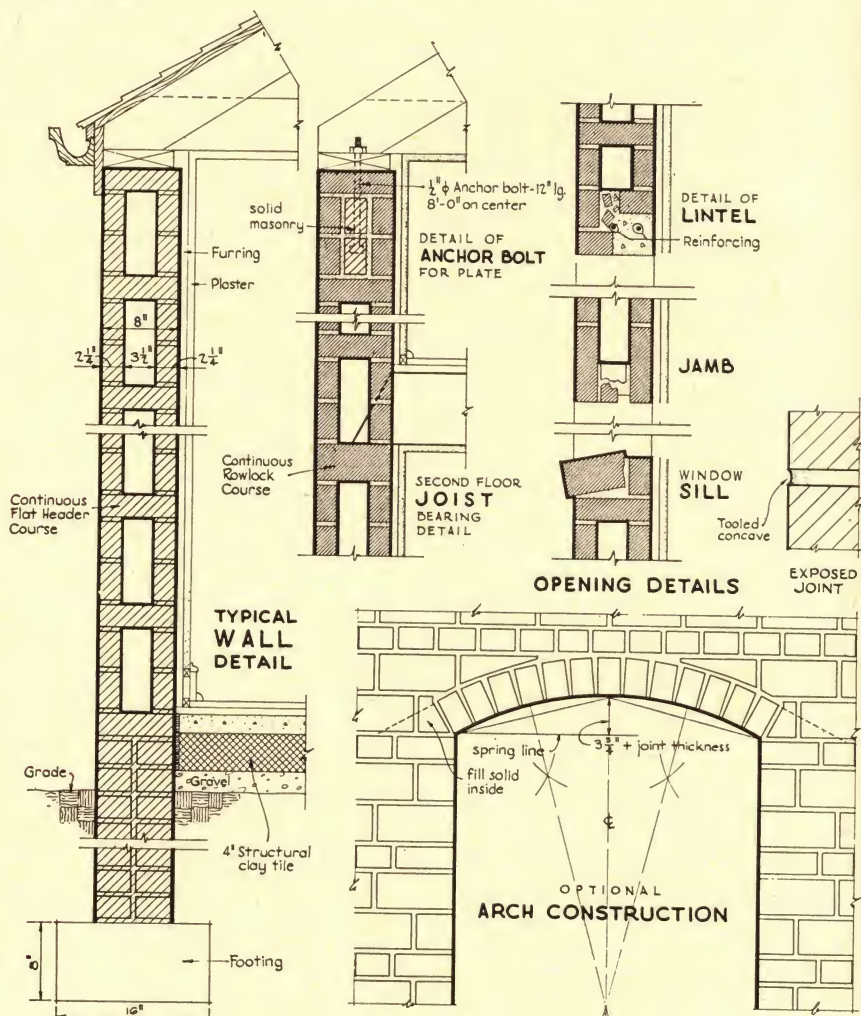 ½" ϕ Anchor bolt-12" lg.
8'-0" on center
solid
masonry
DETAIL OF
ANCHOR BOLT
FOR PLATE
DETAIL OF
LINTEL
Reinforcing
Furring
Plaster
8"
2¼"
3½"
2¼"
JAMB
Continuous
Rowlock
Course
SECOND FLOOR
JOIST
BEARING
DETAIL
WINDOW
SILL
Tooled
concave
EXPOSED
JOINT
Continuous
Flat Header
Course
OPENING DETAILS
TYPICAL
WALL
DETAIL
spring line
3¾" + joint thickness
fill solid
inside
Grade
Gravel
4" Structural
clay tile
℄
OPTIONAL
ARCH CONSTRUCTION
8"
Footing
16"